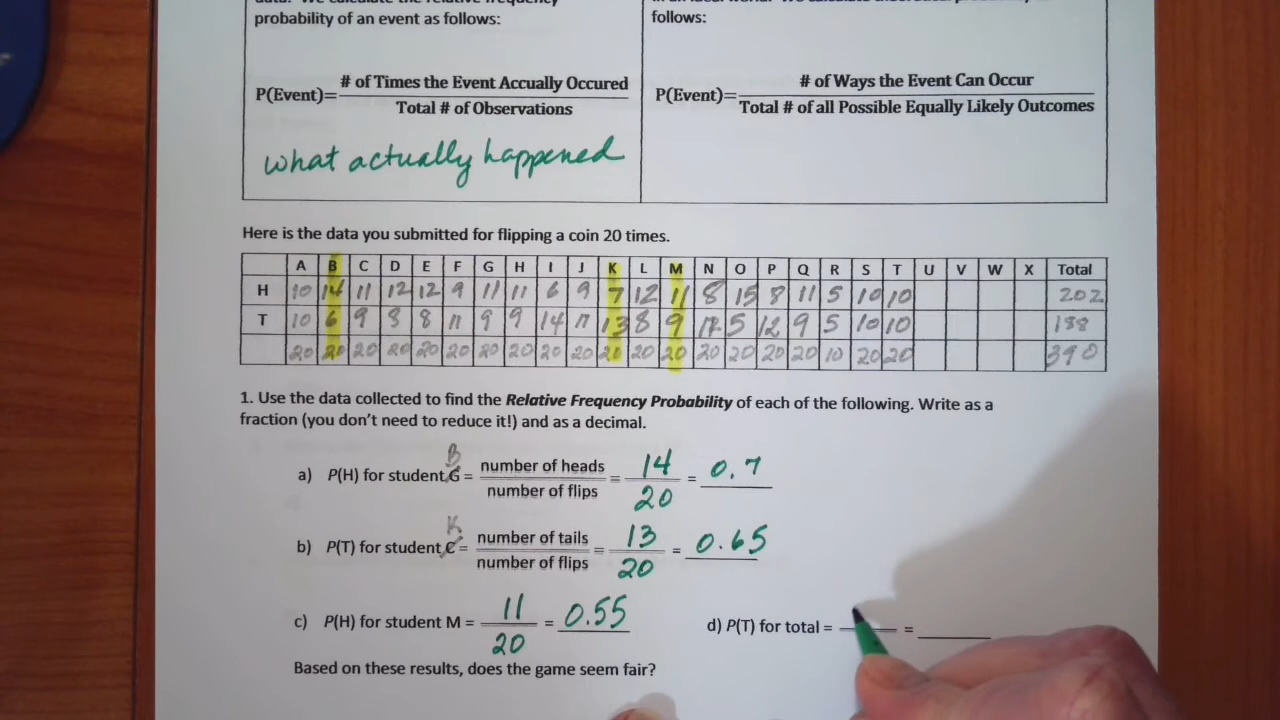 probability of an event as follows:
follows:
P(Event)= # of Times the Event Accually Occured
Total # of Observations
P(Event)= # of Ways the Event Can Occur
Total # of all Possible Equally Likely Outcomes
what actually happened
Here is the data you submitted for flipping a coin 20 times.
A B C D E F G H I J K L M N O P Q R S T U V W X Total
H 10 14 11 12 12 9 11 11 6 9 7 12 11 8 15 8 11 5 10 10 202
T 10 6 9 8 8 11 9 9 14 11 13 8 9 12 5 12 9 5 10 10 188
20 20 20 20 20 20 20 20 20 20 20 20 20 20 20 20 20 10 20 20 390
1. Use the data collected to find the Relative Frequency Probability of each of the following. Write as a
fraction (you don't need to reduce it!) and as a decimal.
B
a) P(H) for student G = number of heads = 14 = 0.7
number of flips 20
K
b) P(T) for student C = number of tails = 13 = 0.65
number of flips 20
c) P(H) for student M = 11 = 0.55 d) P(T) for total = =
20
Based on these results, does the game seem fair?